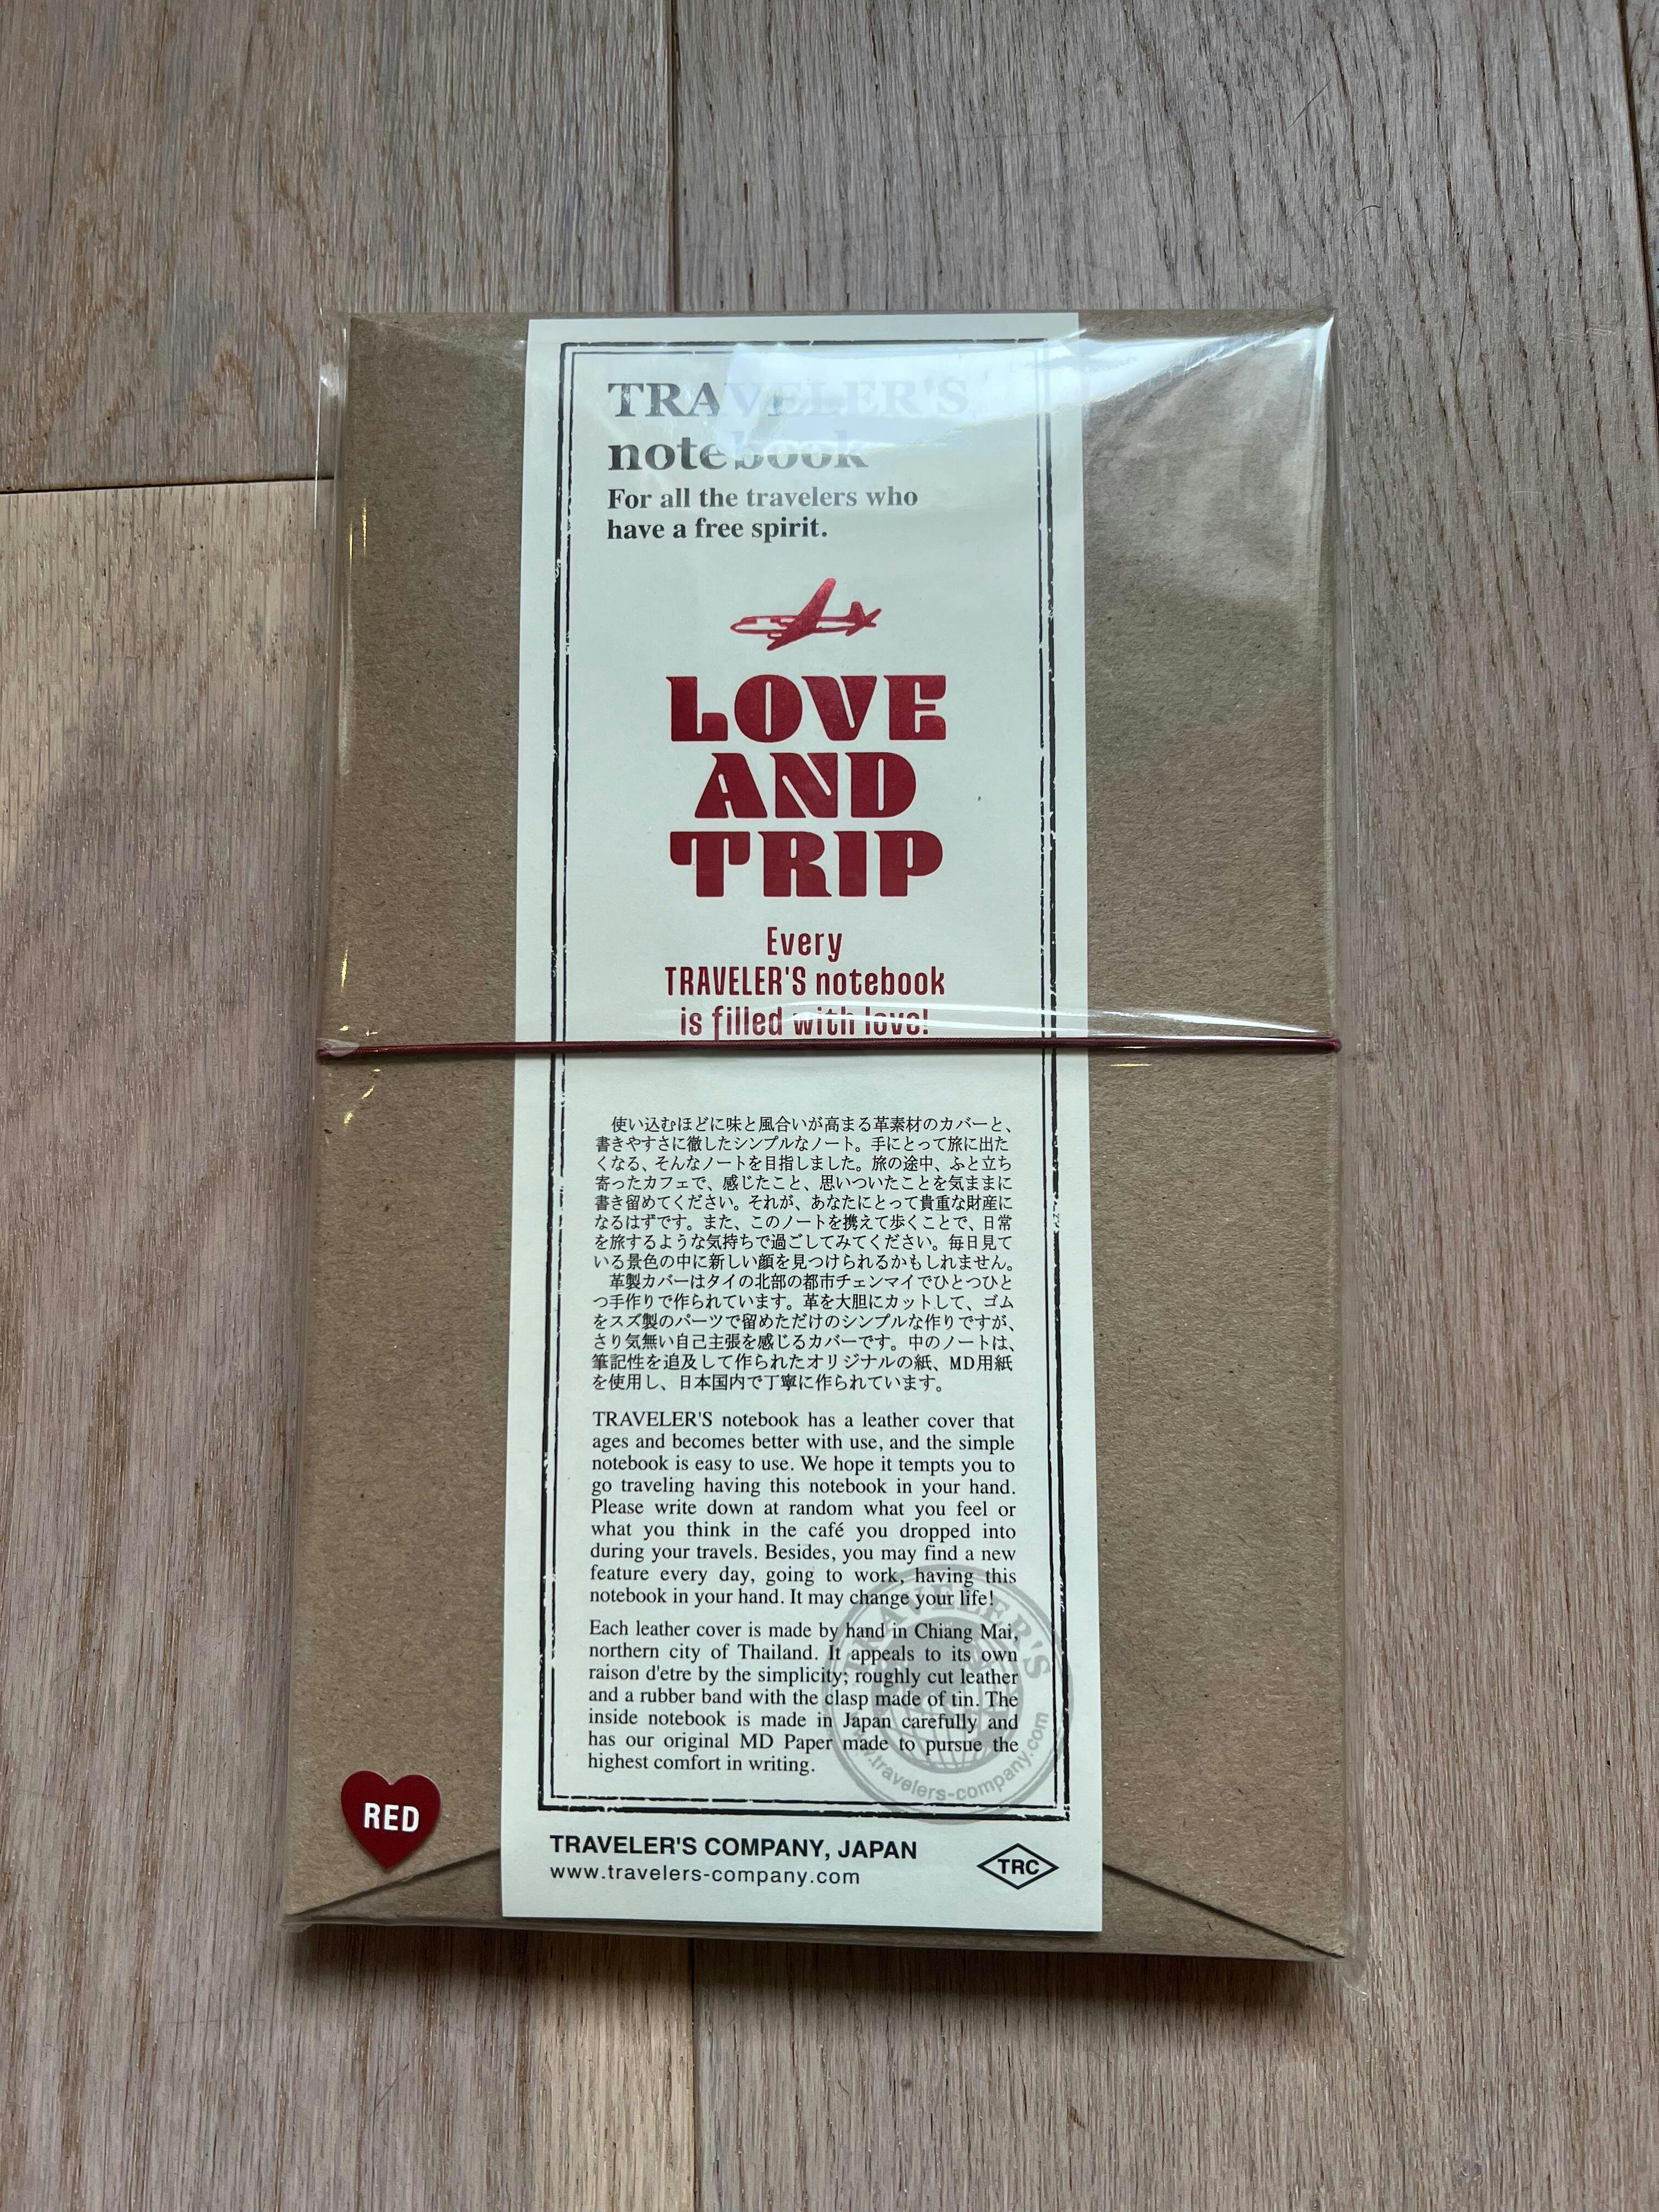 TRAVELER'S
notebook
For all the travelers who
have a free spirit.
LOVE
AND
TRIP
Every
TRAVELER'S notebook
is filled with love!
使い込むほどに味と風合いが高まる革素材のカバーと、
書きやすさに徹したシンプルなノート。手にとって旅に出た
くなる、そんなノートを目指しました。旅の途中、ふと立ち
寄ったカフェで、感じたこと、思いついたことを気ままに
書き留めてください。それが、あなたにとって貴重な財産に
なるはずです。また、このノートを携えて歩くことで、日常
を旅するような気持ちで過ごしてみてください。毎日見て
いる景色の中に新しい顔を見つけられるかもしれません。
革製カバーはタイの北部の都市チェンマイでひとつひと
つ手作りで作られています。革を大胆にカットして、ゴム
をスズ製のパーツで留めただけのシンプルな作りですが、
さり気無い自己主張を感じるカバーです。中のノートは、
筆記性を追及して作られたオリジナルの紙、MD用紙
を使用し、日本国内で丁寧に作られています。
TRAVELER'S notebook has a leather cover that
ages and becomes better with use, and the simple
notebook is easy to use. We hope it tempts you to
go traveling having this notebook in your hand.
Please write down at random what you feel or
what you think in the café you dropped into
during your travels. Besides, you may find a new
feature every day, going to work, having this
notebook in your hand. It may change your life!
Each leather cover is made by hand in Chiang Mai,
northern city of Thailand. It appeals to its own
raison d'etre by the simplicity; roughly cut leather
and a rubber band with the clasp made of tin. The
inside notebook is made in Japan carefully and
has our original MD Paper made to pursue the
highest comfort in writing.
TRAVELER'S
www.travelers-company.com
RED
TRAVELER'S COMPANY, JAPAN
www.travelers-company.com
TRC